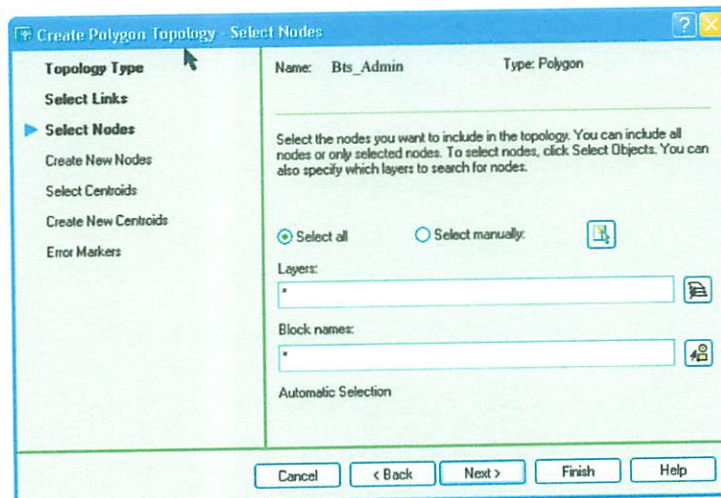 Create Polygon Topology - Select Nodes
Topology Type
Select Links
Select Nodes
Create New Nodes
Select Centroids
Create New Centroids
Error Markers
Name: Bts_Admin Type: Polygon
Select the nodes you want to include in the topology. You can include all
nodes or only selected nodes. To select nodes, click Select Objects. You can
also specify which layers to search for nodes.
Select all Select manually:
Layers:
*
Block names:
*
Automatic Selection
Cancel < Back Next > Finish Help